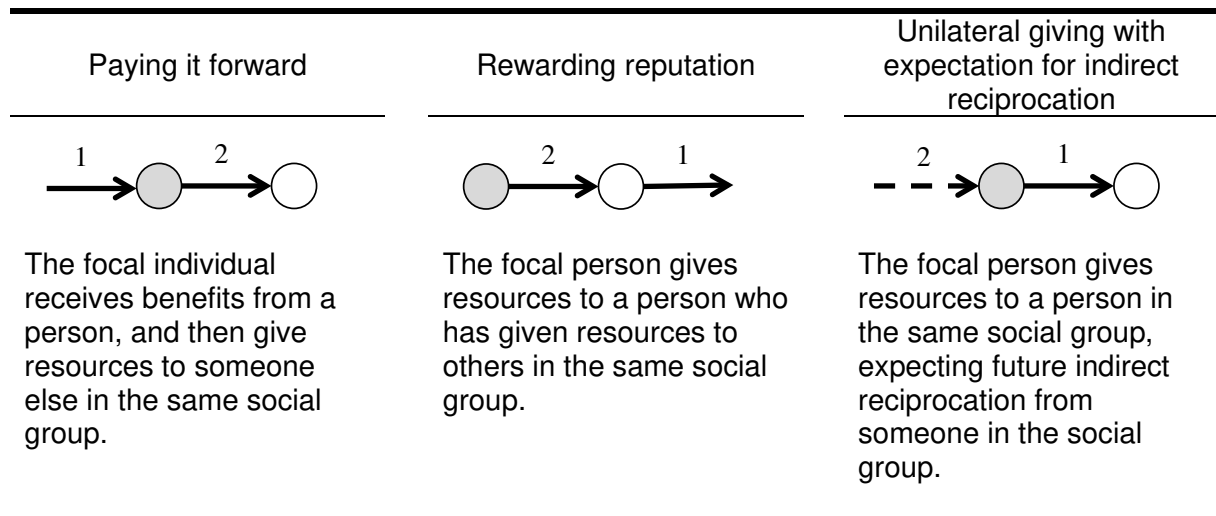 Paying it forward
Rewarding reputation
Unilateral giving with
expectation for indirect
reciprocation
1
2
2
1
2
1
The focal individual
receives benefits from a
person, and then give
resources to someone
else in the same social
group.
The focal person gives
resources to a person who
has given resources to
others in the same social
group.
The focal person gives
resources to a person in
the same social group,
expecting future indirect
reciprocation from
someone in the social
group.